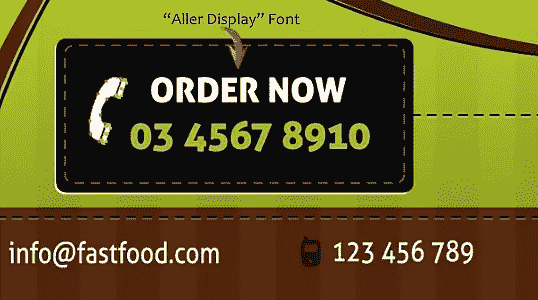 “Aller Display” Font
ORDER NOW
03 4567 8910
info@fastfood.com
123 456 789